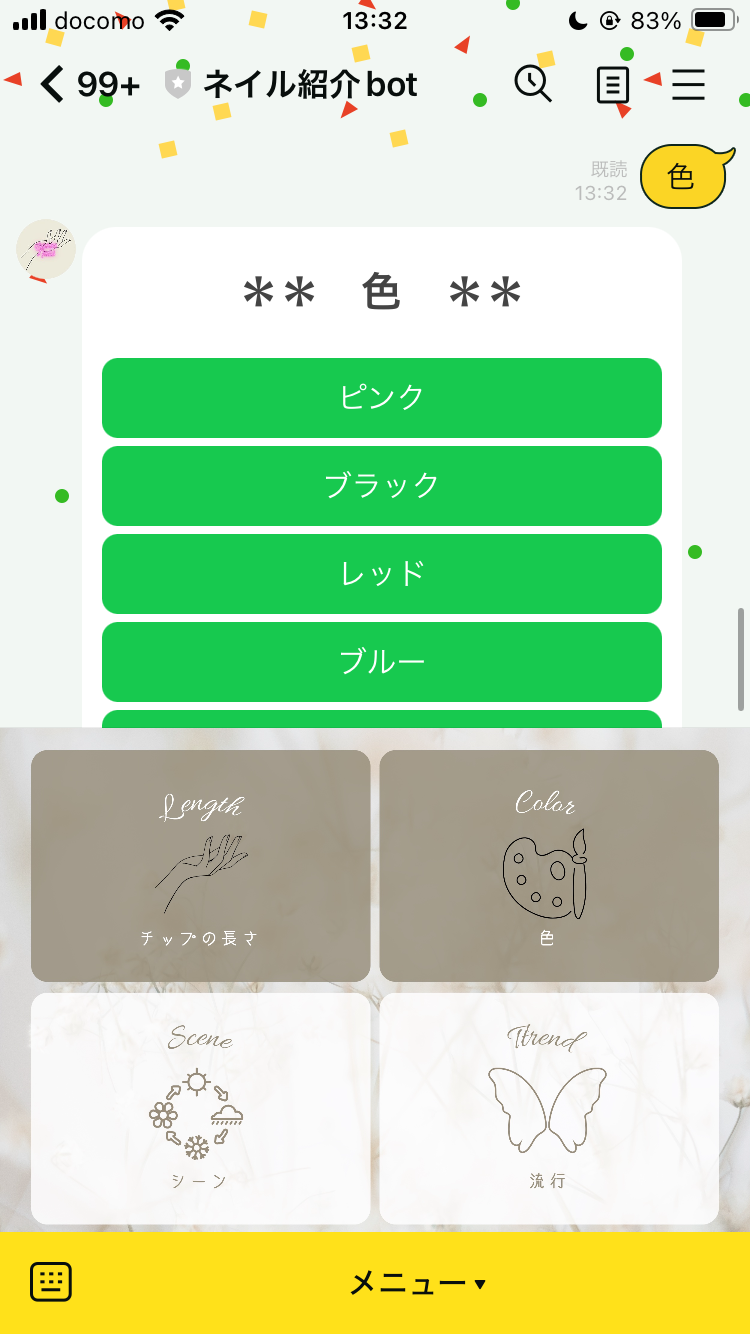 docomo 13:32 83%
99+ ネイル紹介bot
既読
13:32
色
** 色 **
ピンク
ブラック
レッド
ブルー
Length
チップの長さ
Color
色
Scene
シーン
Ttrend
流行
メニュー▾